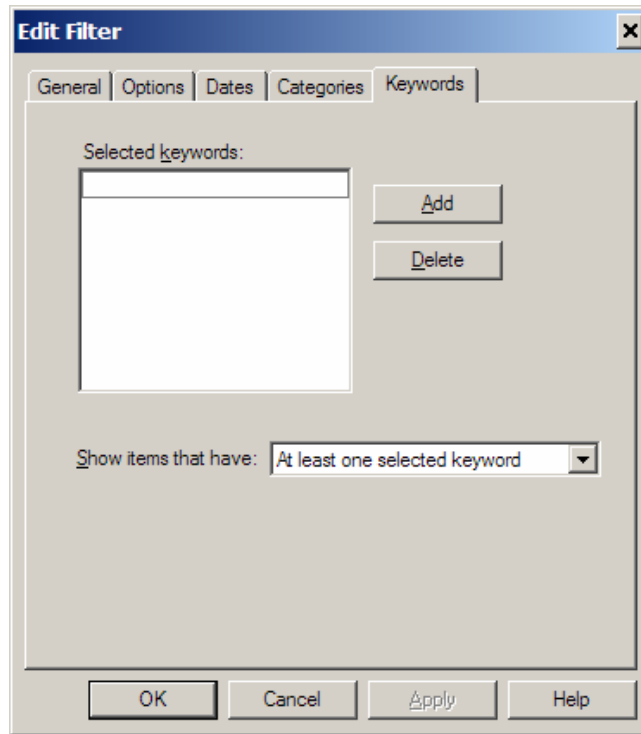 Edit Filter
General Options Dates Categories Keywords
Selected keywords:
Add
Delete
Show items that have: At least one selected keyword
OK Cancel Apply Help